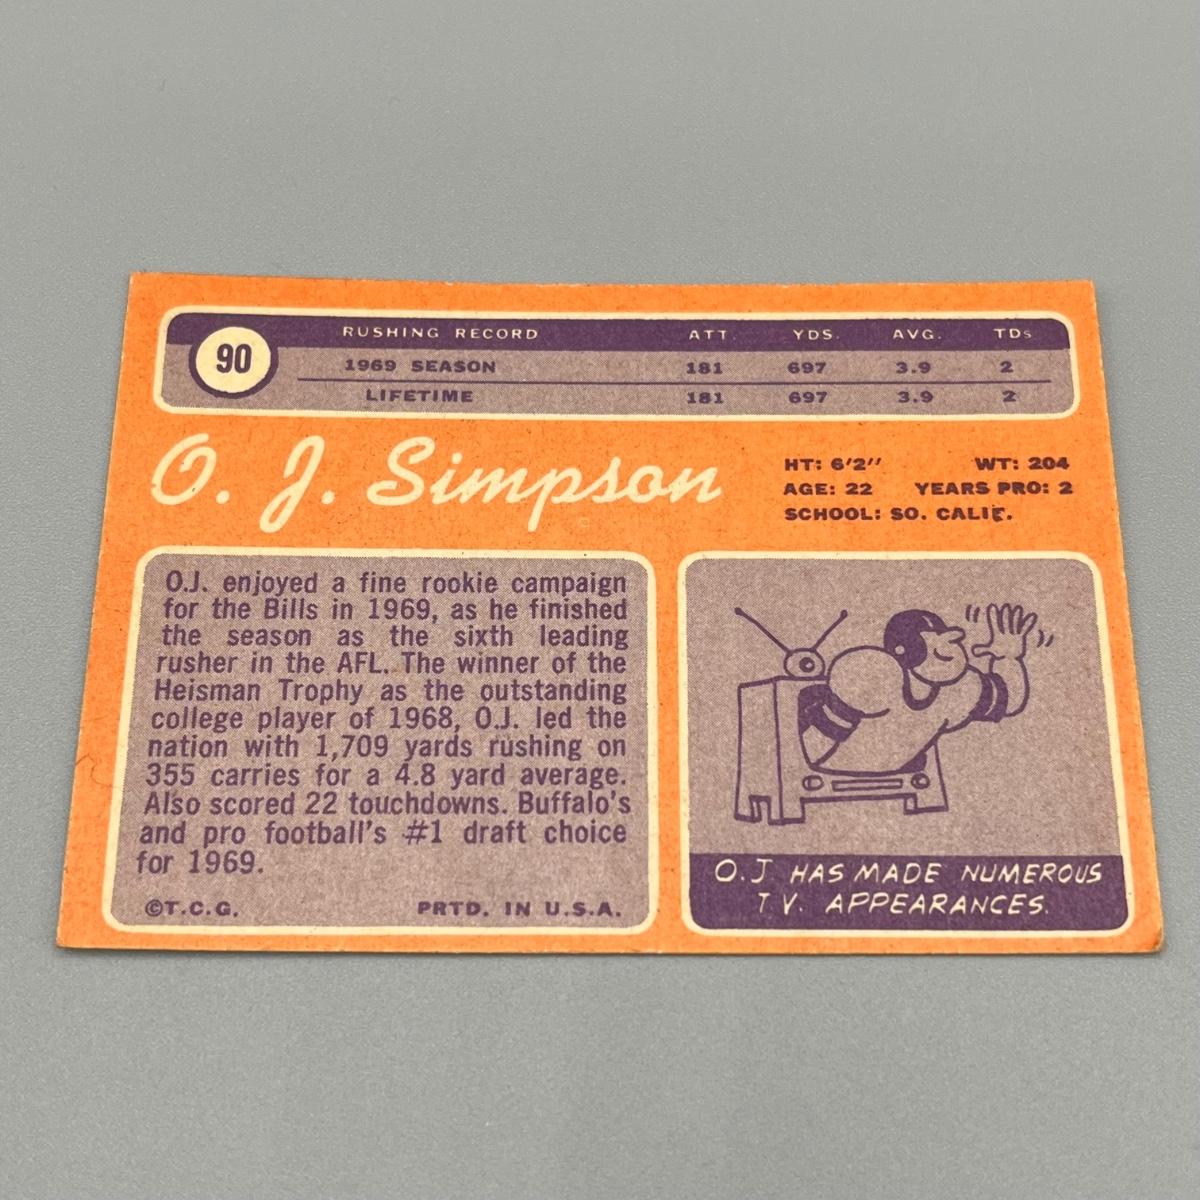 90
RUSHING RECORD ATT. YDS. AVG. TDs
1969 SEASON 181 697 3.9 2
LIFETIME 181 697 3.9 2
O. J. Simpson
HT: 6'2'' WT: 204
AGE: 22 YEARS PRO: 2
SCHOOL: SO. CALIF.
O.J. enjoyed a fine rookie campaign
for the Bills in 1969, as he finished
the season as the sixth leading
rusher in the AFL. The winner of the
Heisman Trophy as the outstanding
college player of 1968, O.J. led the
nation with 1,709 yards rushing on
355 carries for a 4.8 yard average.
Also scored 22 touchdowns. Buffalo's
and pro football's #1 draft choice
for 1969.
©T.C.G. PRTD. IN U.S.A.
O.J HAS MADE NUMEROUS
T.V. APPEARANCES.